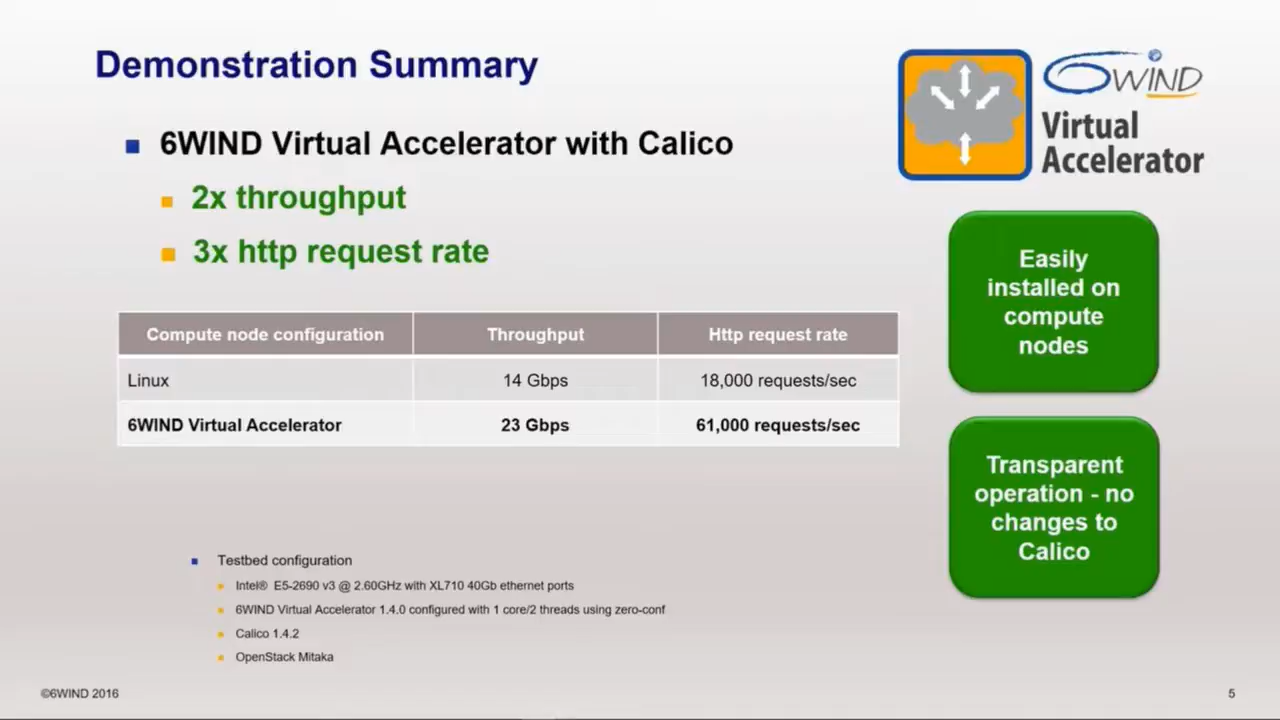 Demonstration Summary
6WIND
Virtual
Accelerator
6WIND Virtual Accelerator with Calico
2x throughput
3x http request rate
Compute node configuration Throughput Http request rate
Linux 14 Gbps 18,000 requests/sec
6WIND Virtual Accelerator 23 Gbps 61,000 requests/sec
Easily
installed on
compute
nodes
Transparent
operation - no
changes to
Calico
Testbed configuration
Intel® E5-2690 v3 @ 2.60GHz with XL710 40Gb ethernet ports
6WIND Virtual Accelerator 1.4.0 configured with 1 core/2 threads using zero-conf
Calico 1.4.2
OpenStack Mitaka
©6WIND 2016
5